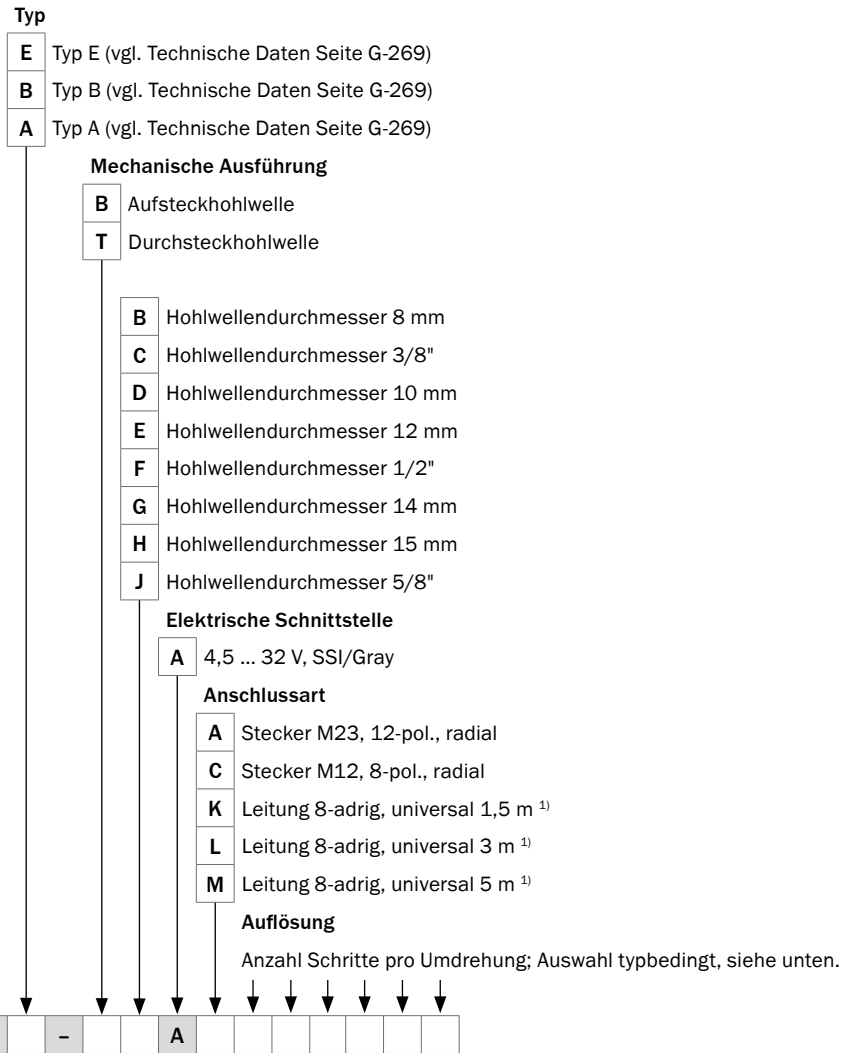 Typ
E Typ E (vgl. Technische Daten Seite G-269)
B Typ B (vgl. Technische Daten Seite G-269)
A Typ A (vgl. Technische Daten Seite G-269)
Mechanische Ausführung
B Aufsteckhohlwelle
T Durchsteckhohlwelle
B Hohlwellendurchmesser 8 mm
C Hohlwellendurchmesser 3/8"
D Hohlwellendurchmesser 10 mm
E Hohlwellendurchmesser 12 mm
F Hohlwellendurchmesser 1/2"
G Hohlwellendurchmesser 14 mm
H Hohlwellendurchmesser 15 mm
J Hohlwellendurchmesser 5/8"
Elektrische Schnittstelle
A 4,5 ... 32 V, SSI/Gray
Anschlussart
A Stecker M23, 12-pol., radial
C Stecker M12, 8-pol., radial
K Leitung 8-adrig, universal 1,5 m 1)
L Leitung 8-adrig, universal 3 m 1)
M Leitung 8-adrig, universal 5 m 1)
Auflösung
Anzahl Schritte pro Umdrehung; Auswahl typbedingt, siehe unten.
– A